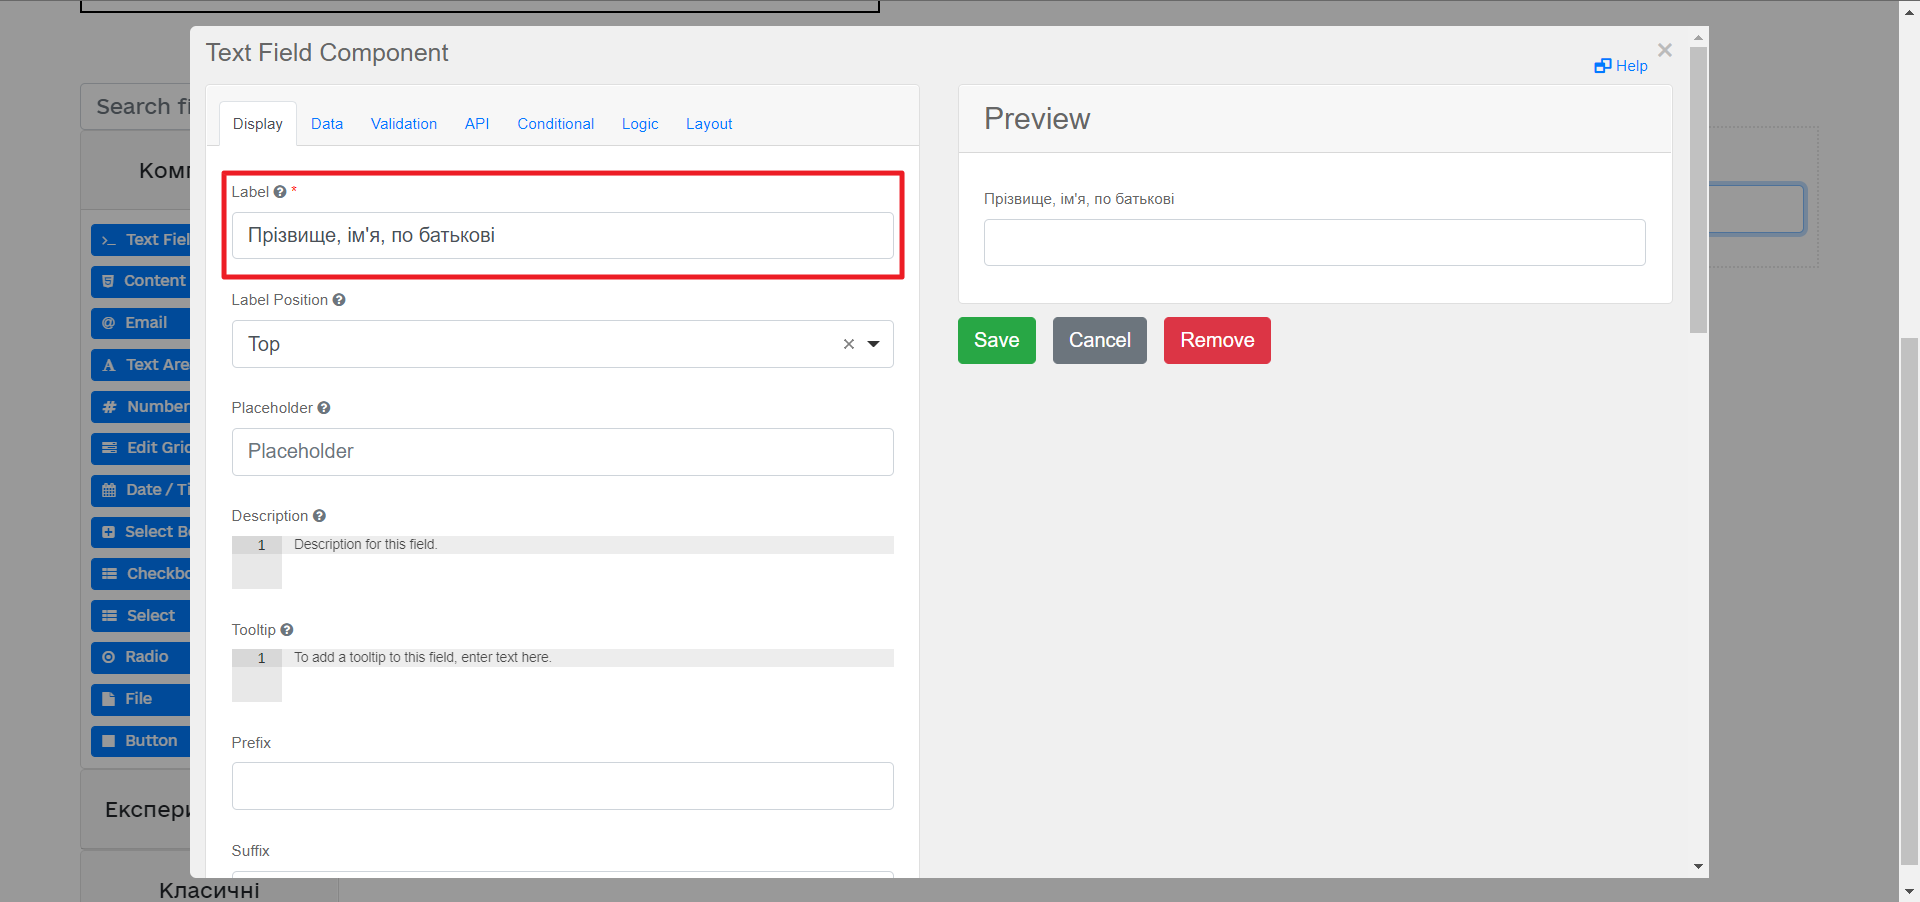 Text Field Component
Help
Search fi
Display Data Validation API Conditional Logic Layout
Preview
Label *
Прізвище, ім'я, по батькові
Прізвище, ім'я, по батькові
Label Position
Top
Save Cancel Remove
Placeholder
Placeholder
Description
1 Description for this field.
Tooltip
1 To add a tooltip to this field, enter text here.
Prefix
Suffix
Комп
Text Fiel
Content
Email
Text Are
Number
Edit Gric
Date / Ti
Select Bo
Checkbo
Select
Radio
File
Button
Експери
Класичні